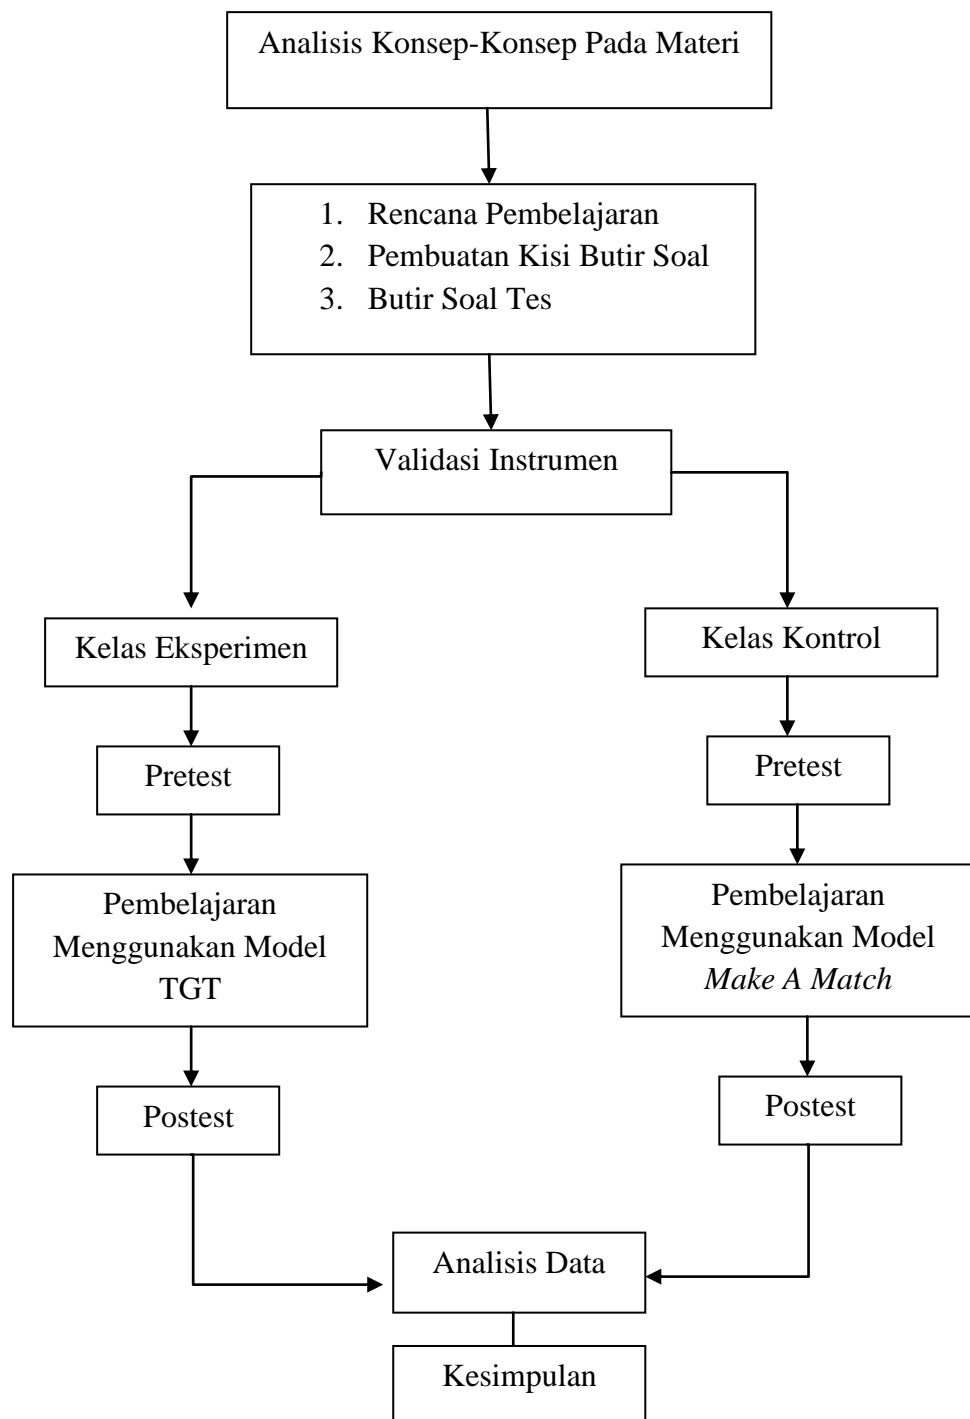 Analisis Konsep-Konsep Pada Materi
1. Rencana Pembelajaran
2. Pembuatan Kisi Butir Soal
3. Butir Soal Tes
Validasi Instrumen
Kelas Eksperimen
Pretest
Pembelajaran
Menggunakan Model
TGT
Postest
Kelas Kontrol
Pretest
Pembelajaran
Menggunakan Model
Make A Match
Postest
Analisis Data
Kesimpulan